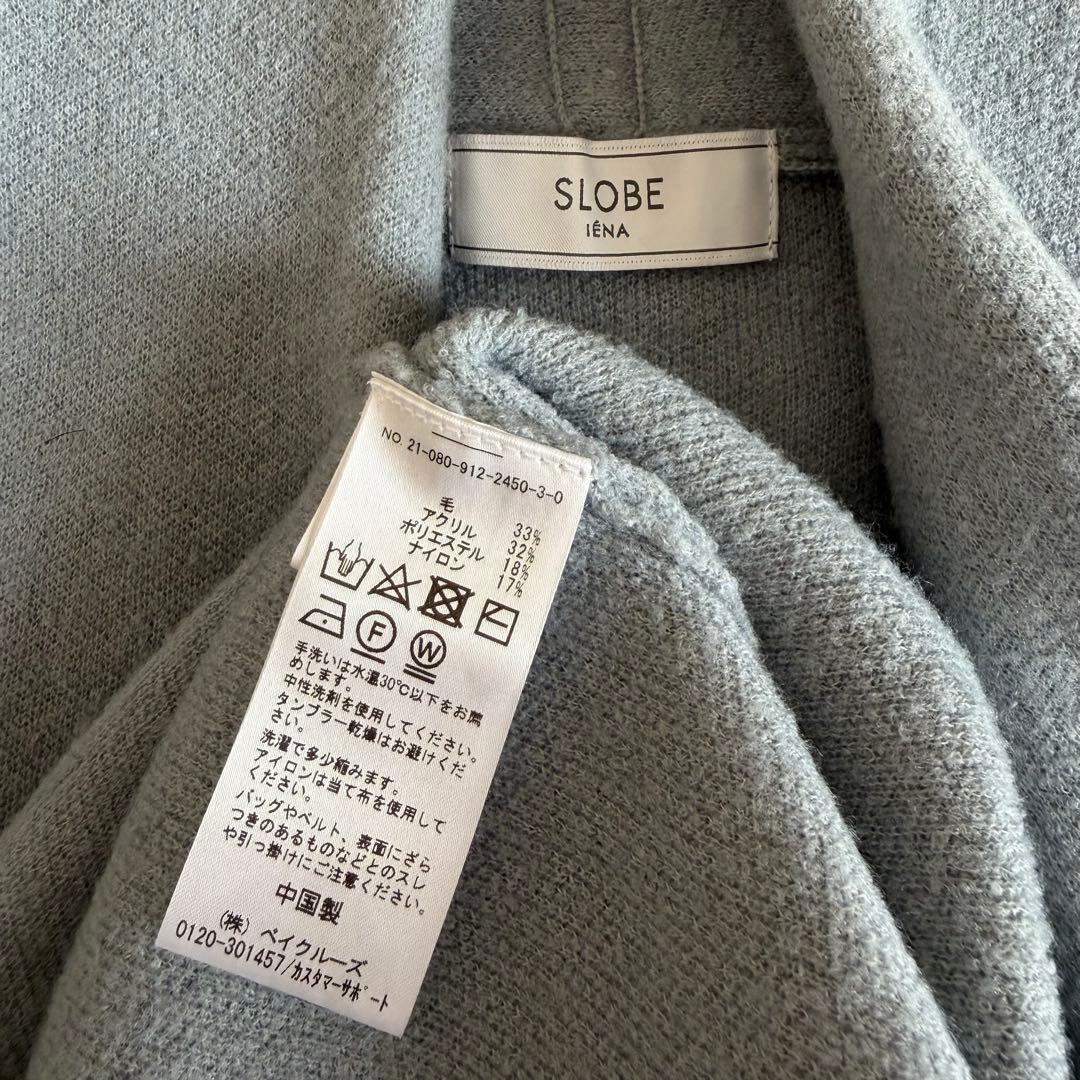 SLOBE
IÉNA
NO. 21-080-912-2450-3-0
毛 33%
アクリル 32%
ポリエステル 18%
ナイロン 17%
F W
手洗いは水温30℃以下をお薦
めします。
中性洗剤を使用してください。
タンブラー乾燥はお避けくだ
さい。
洗濯で多少縮みます。
アイロンは当て布を使用して
ください。
バッグやベルト、表面にざら
つきのあるものなどとのスレ
や引っ掛けにご注意ください。
中国製
(株) ベイクルーズ
0120-301457/カスタマーサポート